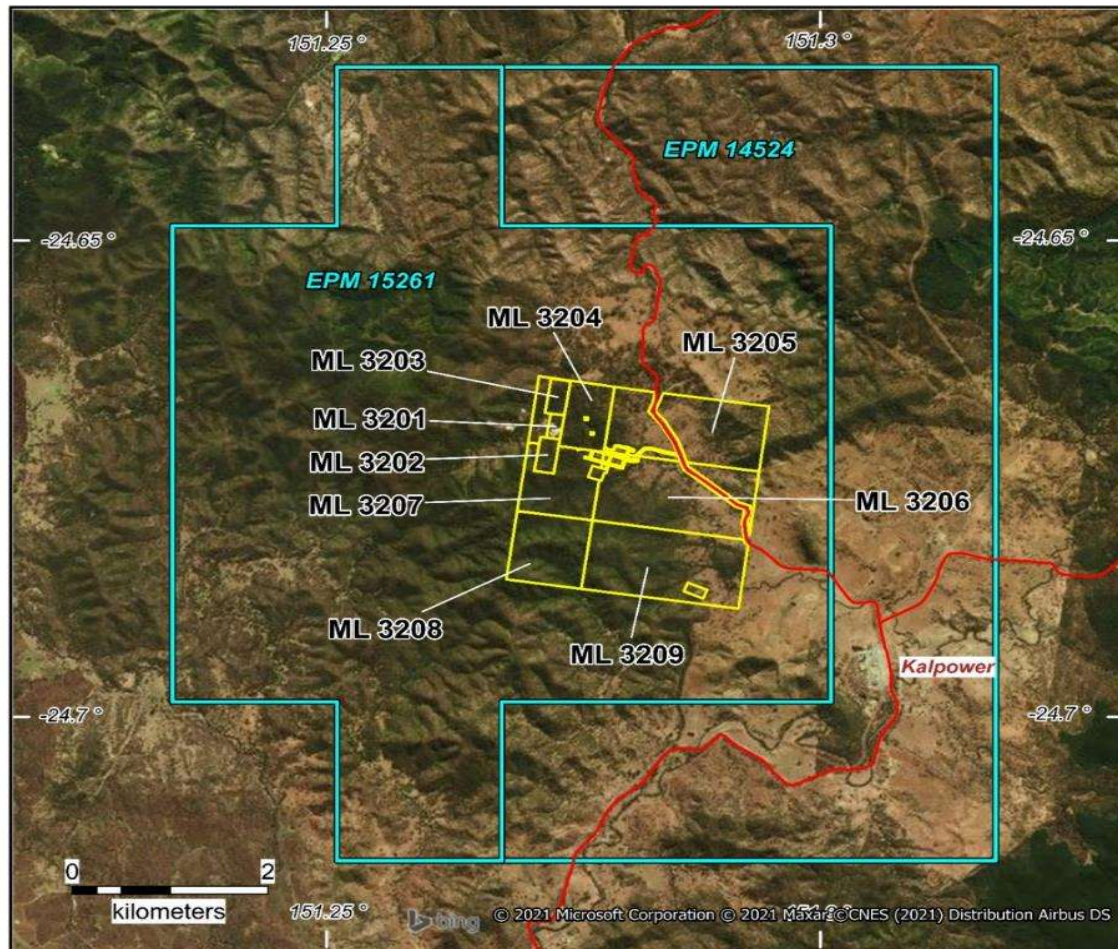 151.25 °
151.3 °
EPM 14524
-24.65 °
-24.65 °
EPM 15261
ML 3204
ML 3205
ML 3203
ML 3201
ML 3202
ML 3207
ML 3206
ML 3208
ML 3209
Kalpower
-24.7 °
-24.7 °
0 2
kilometers
151.25 °
151.3 °
bing © 2021 Microsoft Corporation © 2021 Maxar ©CNES (2021) Distribution Airbus DS